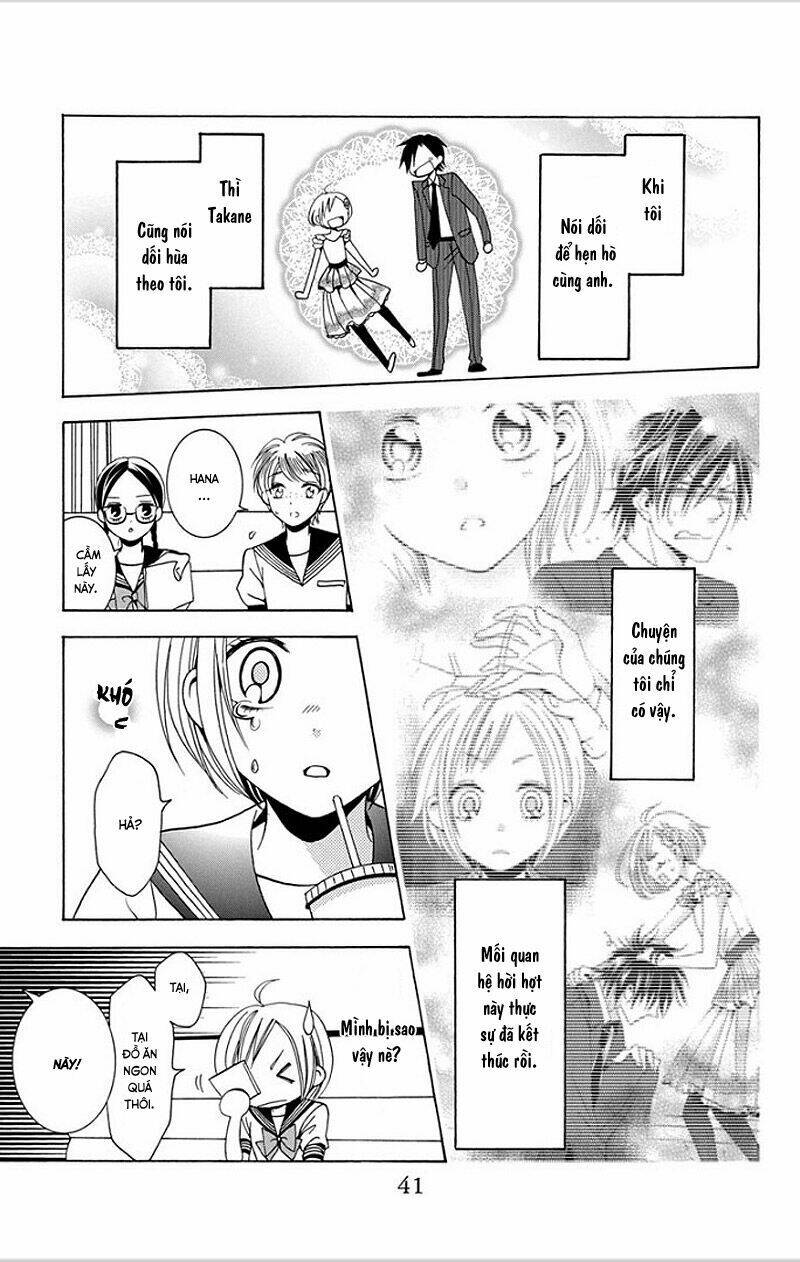 Khi
tôi
Nói dối
để hẹn hò
cùng anh.
Thì
Takane
Cũng nói
dối hùa
theo tôi.
Chuyện
của chúng
tôi chỉ
có vậy.
Mối quan
hệ hời hợt
này thực
sự đã kết
thúc rồi.
HANA
...
CẦM
LẤY
NÀY.
KHÓ
C
HẢ?
Mình bị sao
vậy nè?
TẠI,
TẠI
ĐỒ ĂN
NGON
QUÁ
THÔI.
NÀY!
41